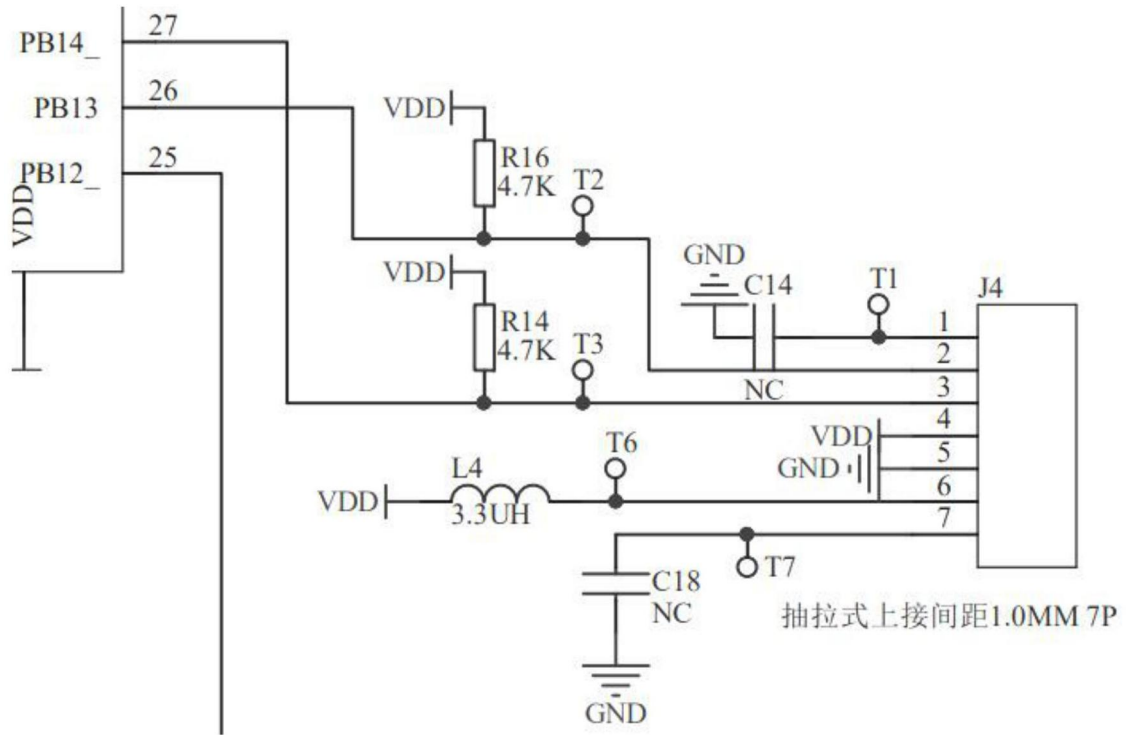 PB14_
27
PB13
26
PB12_
25
VDD
VDD
R16
4.7K
T2
VDD
R14
4.7K
T3
GND
C14
NC
T1
J4
1
2
3
4
5
6
7
VDD
GND
T6
L4
VDD
3.3UH
T7
C18
NC
GND
抽拉式上接间距1.0MM 7P